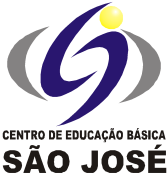 CENTRO DE EDUCAÇÃO BÁSICA
SÃO JOSÉ